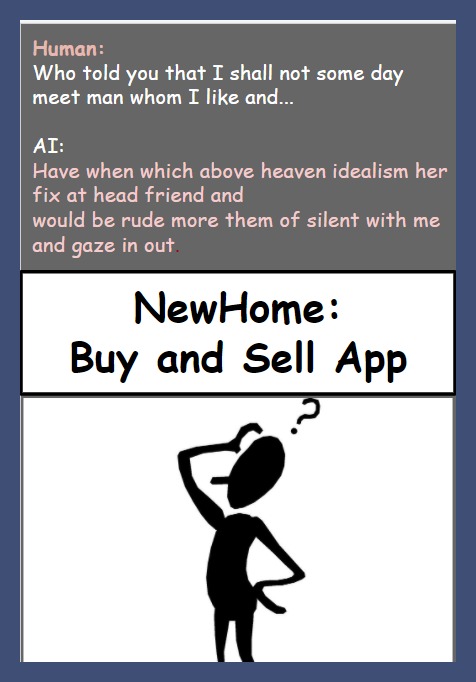 Human:
Who told you that I shall not some day
meet man whom I like and...
AI:
Have when which above heaven idealism her
fix at head friend and
would be rude more them of silent with me
and gaze in out.
NewHome:
Buy and Sell App
?